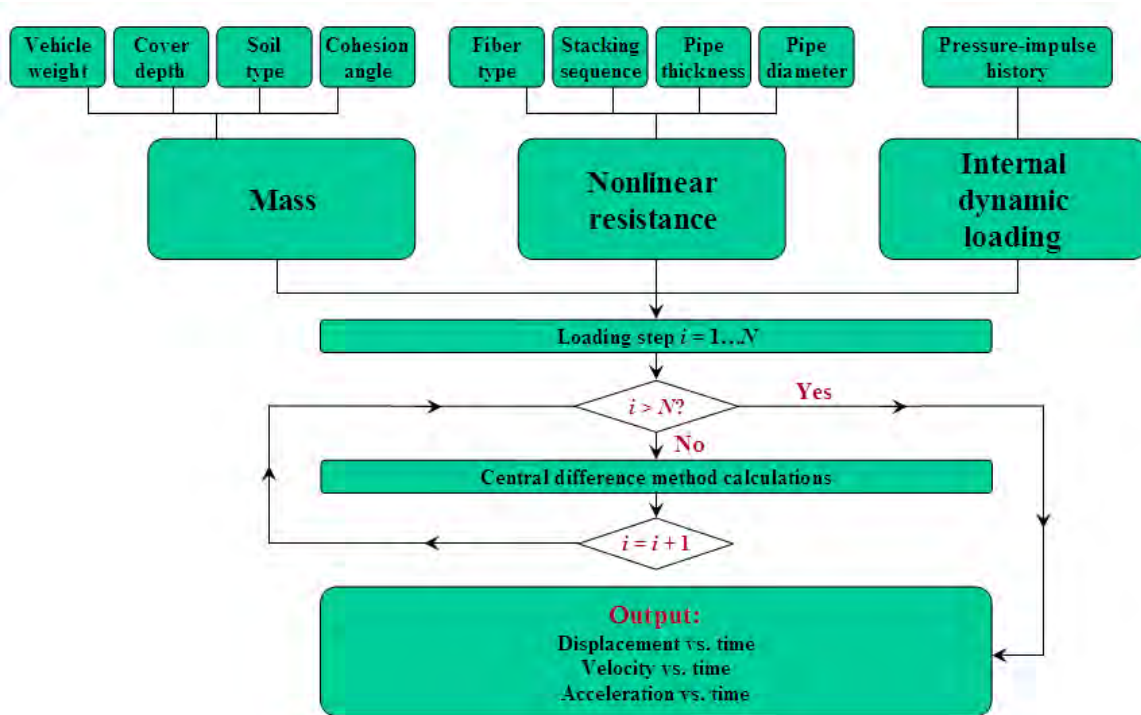 Vehicle weight
Cover depth
Soil type
Cohesion angle
Fiber type
Stacking sequence
Pipe thickness
Pipe diameter
Pressure-impulse history
Mass
Nonlinear resistance
Internal dynamic loading
Loading step i = 1...N
i > N?
Yes
No
Central difference method calculations
i = i + 1
Output:
Displacement vs. time
Velocity vs. time
Acceleration vs. time